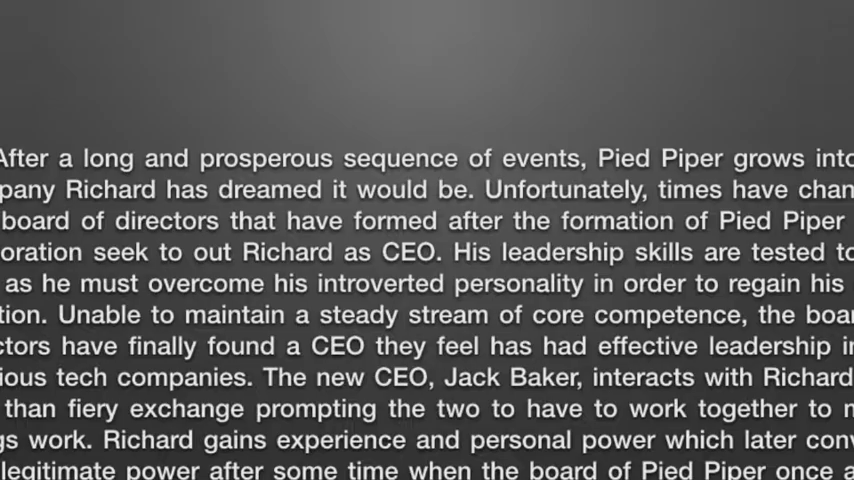 After a long and prosperous sequence of events, Pied Piper grows into
pany Richard has dreamed it would be. Unfortunately, times have chan
board of directors that have formed after the formation of Pied Piper
oration seek to out Richard as CEO. His leadership skills are tested to
as he must overcome his introverted personality in order to regain his
tion. Unable to maintain a steady stream of core competence, the boar
ctors have finally found a CEO they feel has had effective leadership in
ious tech companies. The new CEO, Jack Baker, interacts with Richard
than fiery exchange prompting the two to have to work together to m
gs work. Richard gains experience and personal power which later conv
legitimate power after some time when the board of Pied Piper once a